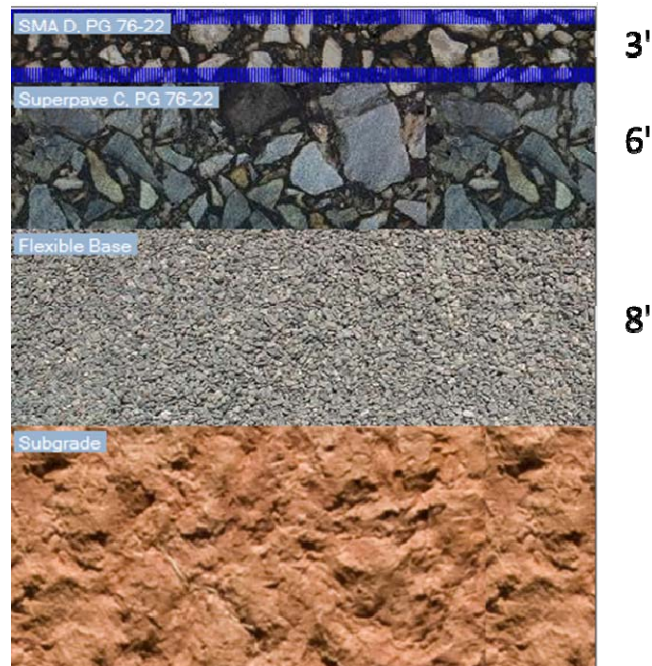 SMA D, PG 76-22
3'
Superpave C, PG 76-22
6'
Flexible Base
8'
Subgrade